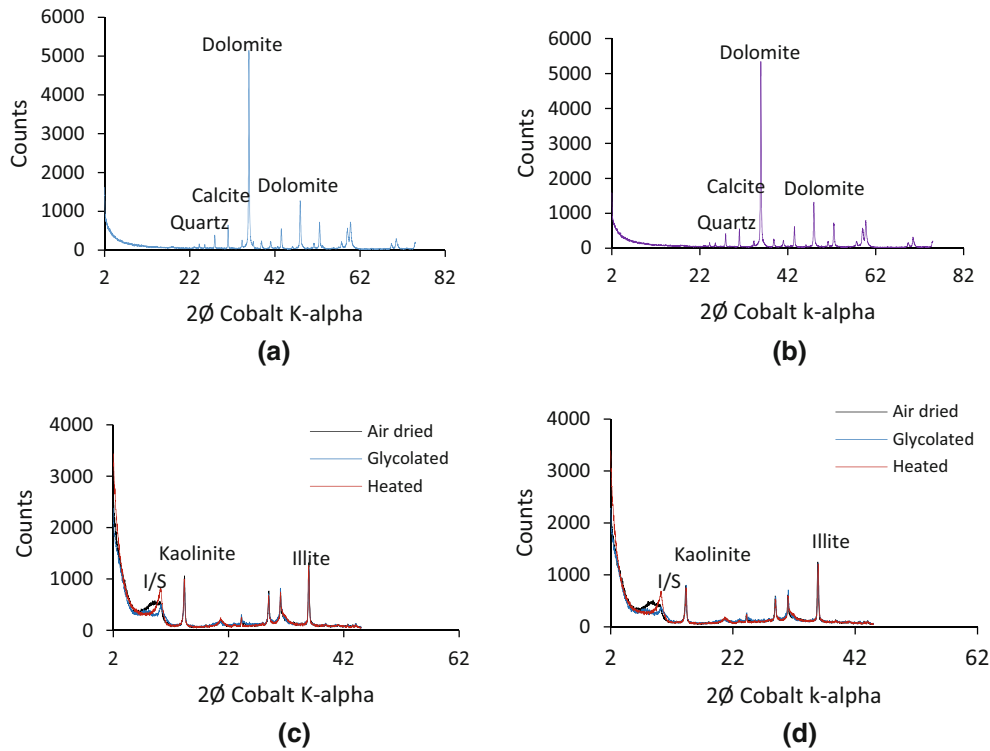 6000
5000
4000
3000
2000
1000
0
Counts
Dolomite
Calcite
Quartz
Dolomite
2 22 42 62 82
2Ø Cobalt K-alpha
(a)
6000
5000
4000
3000
2000
1000
0
Counts
Dolomite
Calcite
Quartz
Dolomite
2 22 42 62 82
2Ø Cobalt k-alpha
(b)
4000
3000
2000
1000
0
Counts
Air dried
Glycolated
Heated
I/S
Kaolinite
Illite
2 22 42 62
2Ø Cobalt K-alpha
(c)
4000
3000
2000
1000
0
Counts
Air dried
Glycolated
Heated
I/S
Kaolinite
Illite
2 22 42 62
2Ø Cobalt k-alpha
(d)